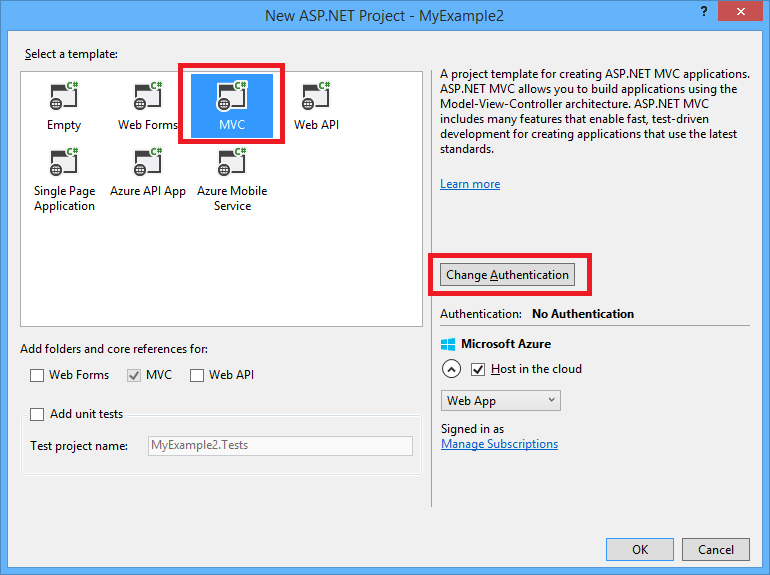 New ASP.NET Project - MyExample2
?
Select a template:
C# C# C# C#
Empty Web Forms MVC Web API
C# C# C#
Single Page Application Azure API App Azure Mobile Service
A project template for creating ASP.NET MVC applications.
ASP.NET MVC allows you to build applications using the
Model-View-Controller architecture. ASP.NET MVC
includes many features that enable fast, test-driven
development for creating applications that use the latest
standards.
Learn more
Change Authentication
Authentication: No Authentication
Microsoft Azure
Host in the cloud
Web App
Signed in as
Manage Subscriptions
Add folders and core references for:
Web Forms MVC Web API
Add unit tests
Test project name: MyExample2.Tests
OK Cancel